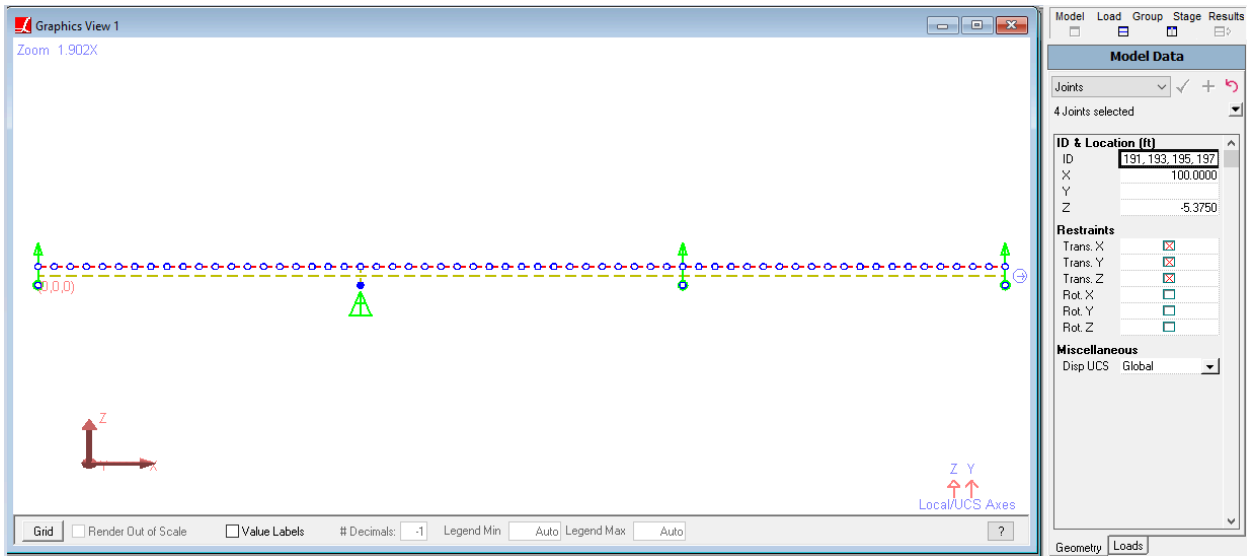 Graphics View 1
Zoom 1.902X
(0,0,0)
Z
Y X
Z Y
Local/UCS Axes
Grid Render Out of Scale Value Labels # Decimals: -1 Legend Min Auto Legend Max Auto ?
Model Load Group Stage Results
Model Data
Joints
4 Joints selected
ID & Location (ft)
ID 191, 193, 195, 197
X 100.0000
Y
Z -5.3750
Restraints
Trans. X
Trans. Y
Trans. Z
Rot. X
Rot. Y
Rot. Z
Miscellaneous
Disp UCS Global
Geometry Loads